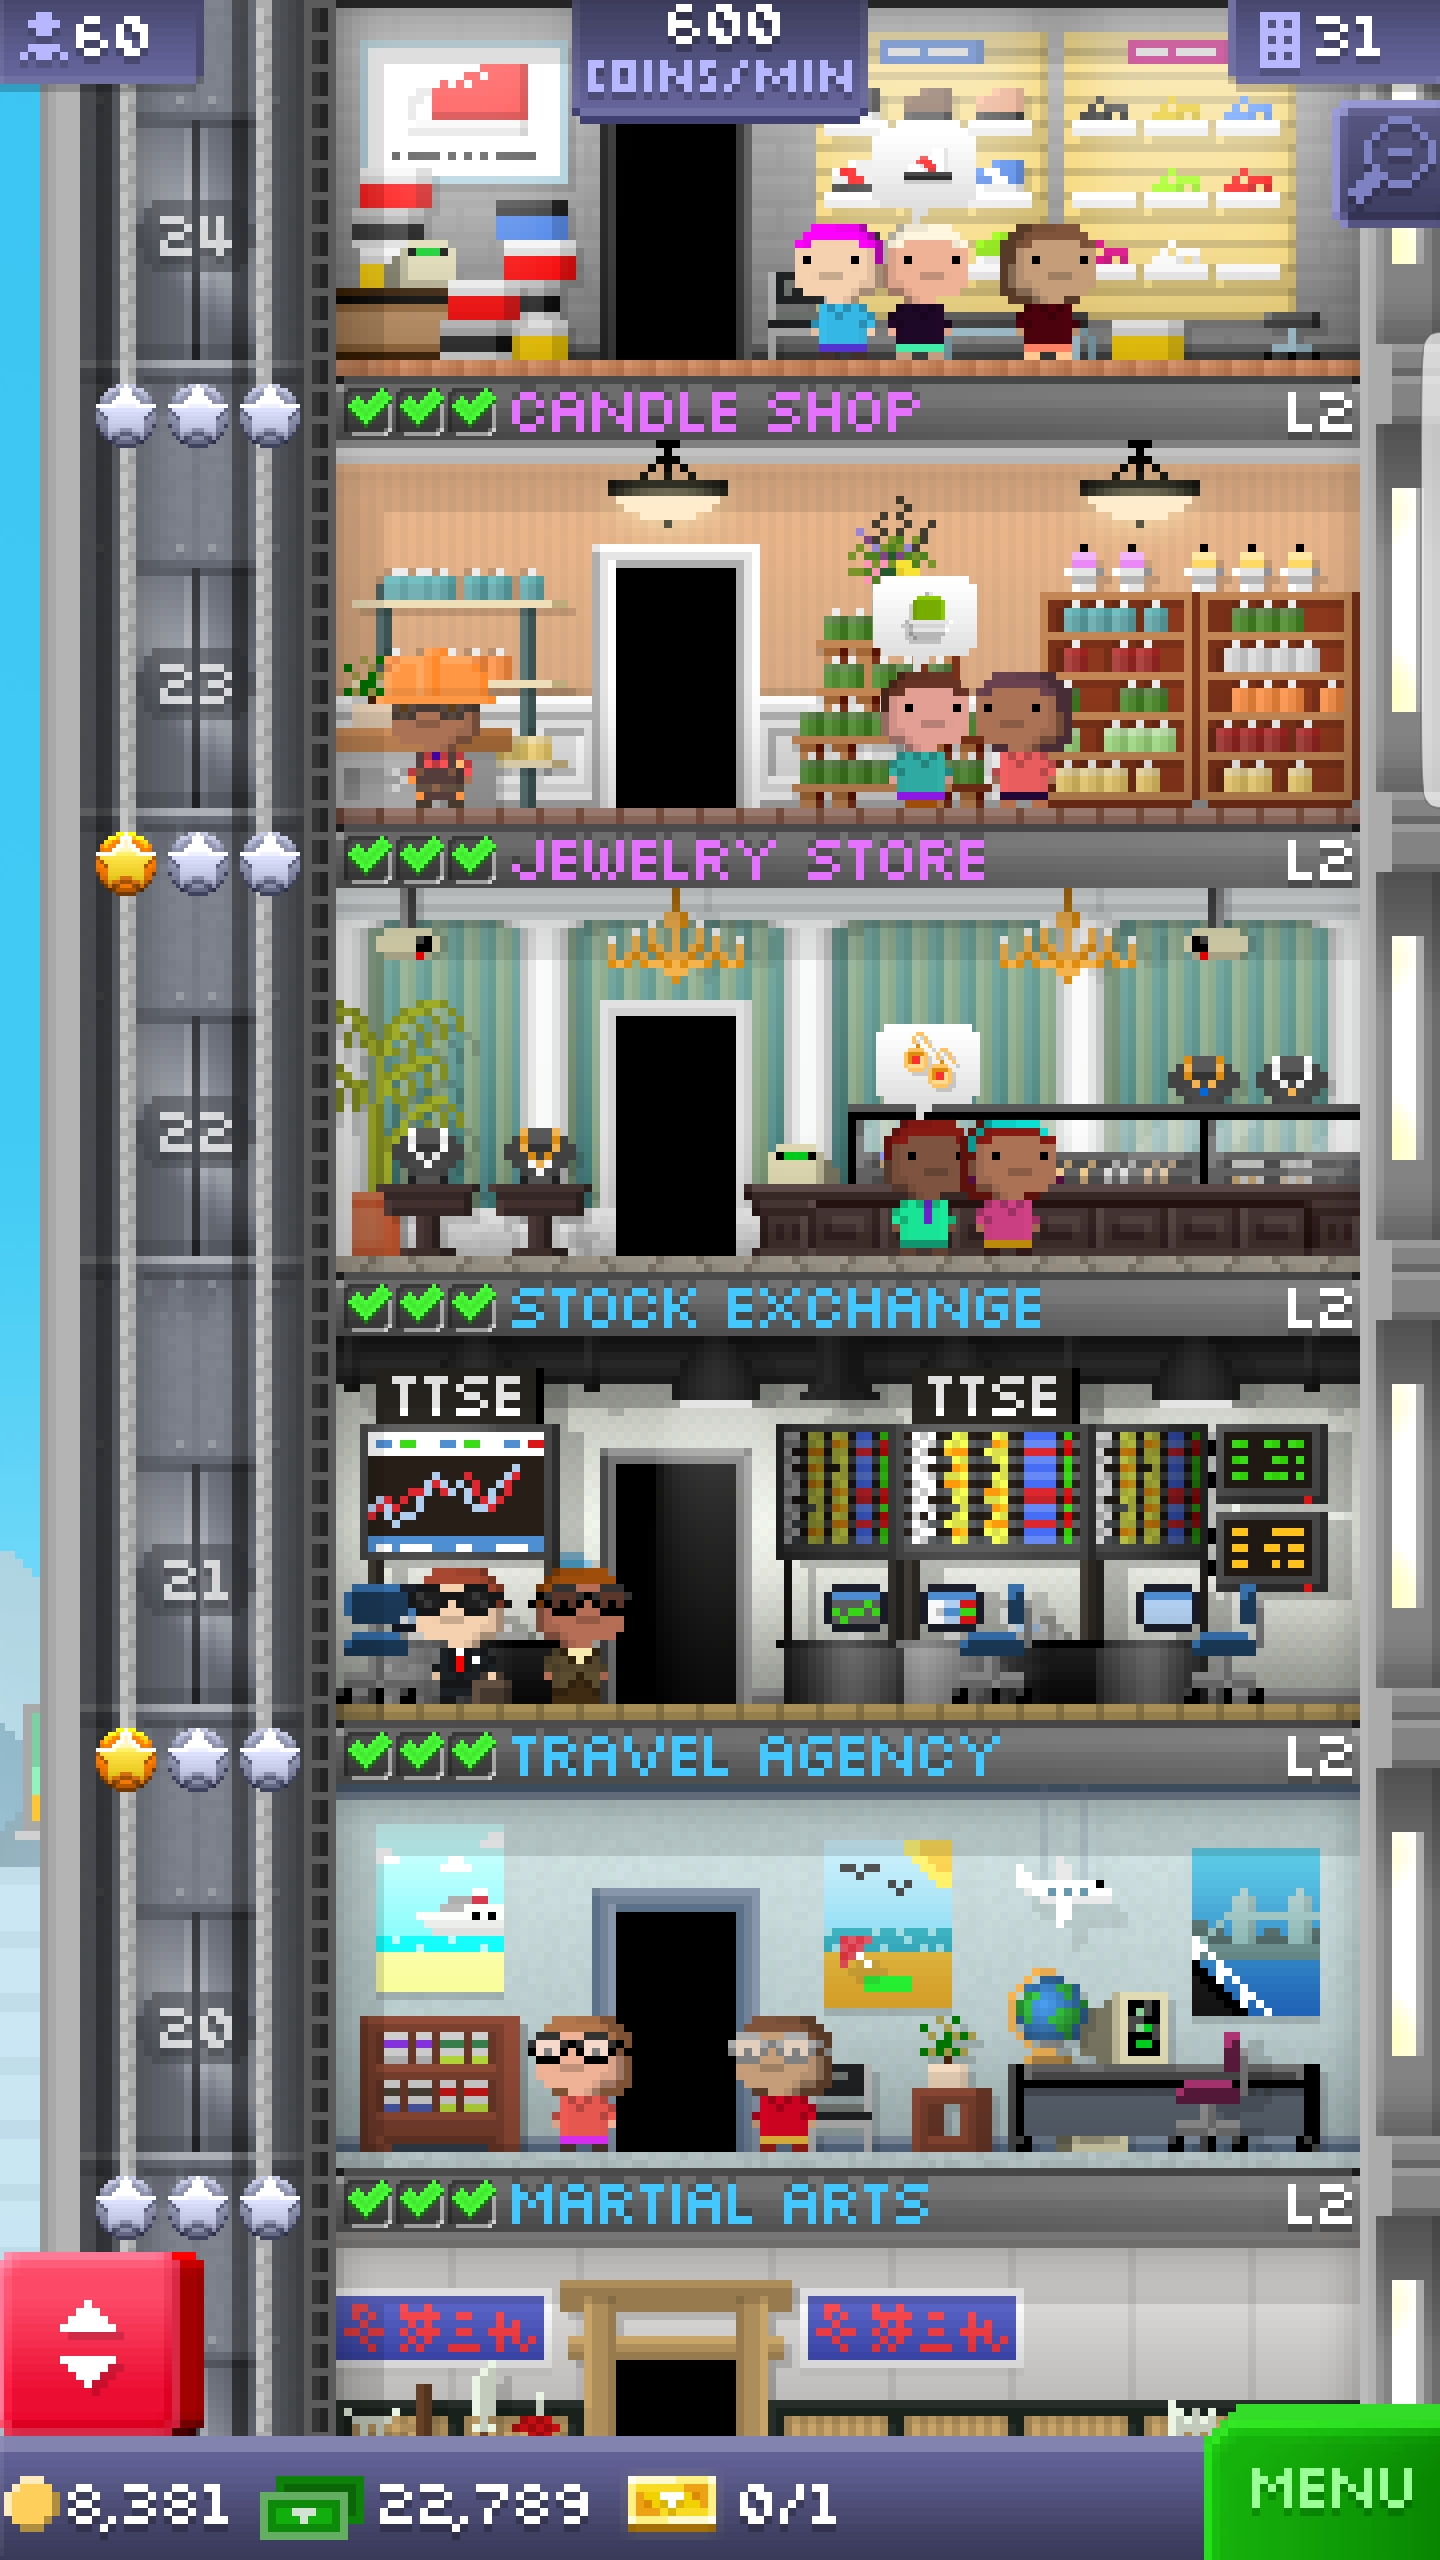 60
600
COINS/MIN
31
24
CANDLE SHOP L2
23
JEWELRY STORE L2
22
STOCK EXCHANGE L2
TTSE TTSE
21
TRAVEL AGENCY L2
20
MARTIAL ARTS L2
8,381 22,789 0/1
MENU